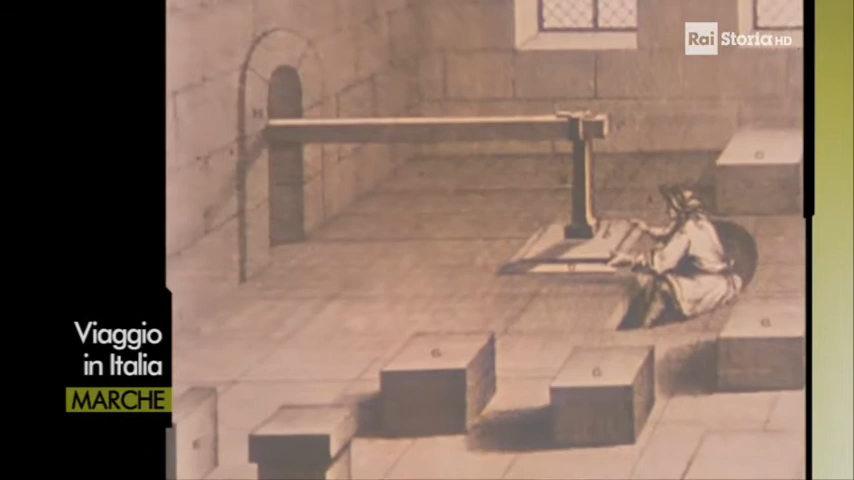 Rai Storia HD
Viaggio
in Italia
MARCHE
G
G
G
G